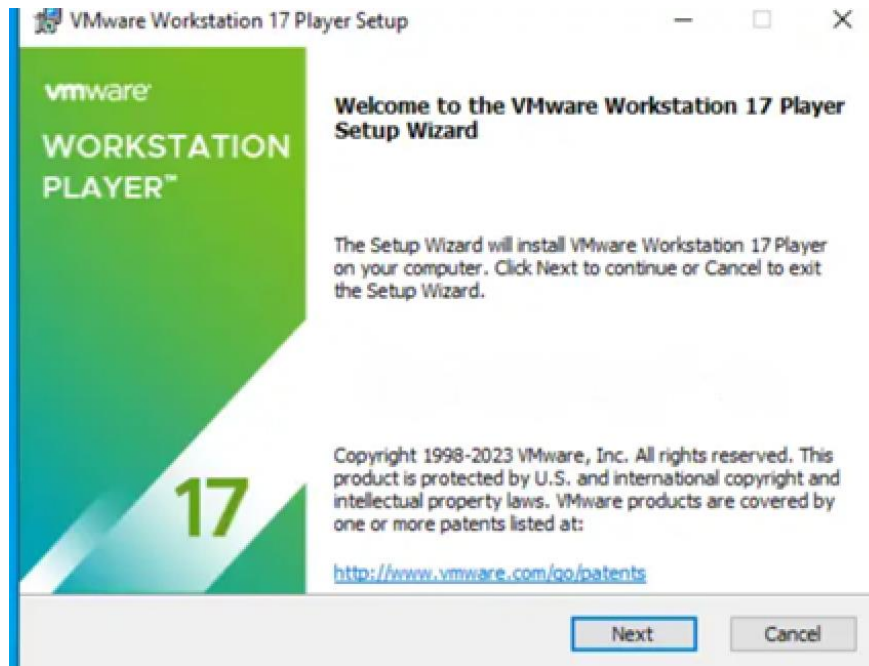 VMware Workstation 17 Player Setup
vmware
WORKSTATION
PLAYER™
17
Welcome to the VMware Workstation 17 Player
Setup Wizard
The Setup Wizard will install VMware Workstation 17 Player
on your computer. Click Next to continue or Cancel to exit
the Setup Wizard.
Copyright 1998-2023 VMware, Inc. All rights reserved. This
product is protected by U.S. and international copyright and
intellectual property laws. VMware products are covered by
one or more patents listed at:
http://www.vmware.com/go/patents
Next
Cancel